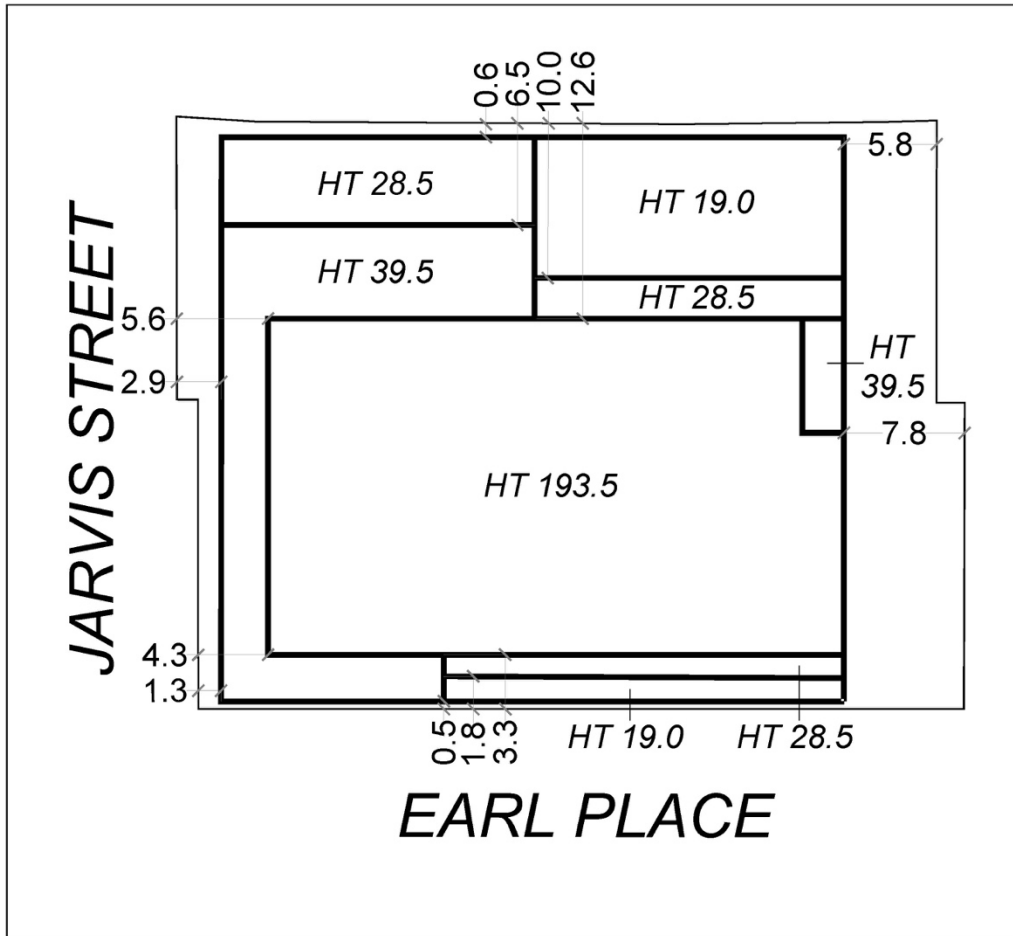 0.6
6.5
10.0
12.6
5.8
HT 28.5
HT 19.0
HT 39.5
HT 28.5
5.6
HT
39.5
2.9
JARVIS STREET
7.8
HT 193.5
4.3
1.3
0.5
1.8
3.3
HT 19.0
HT 28.5
EARL PLACE